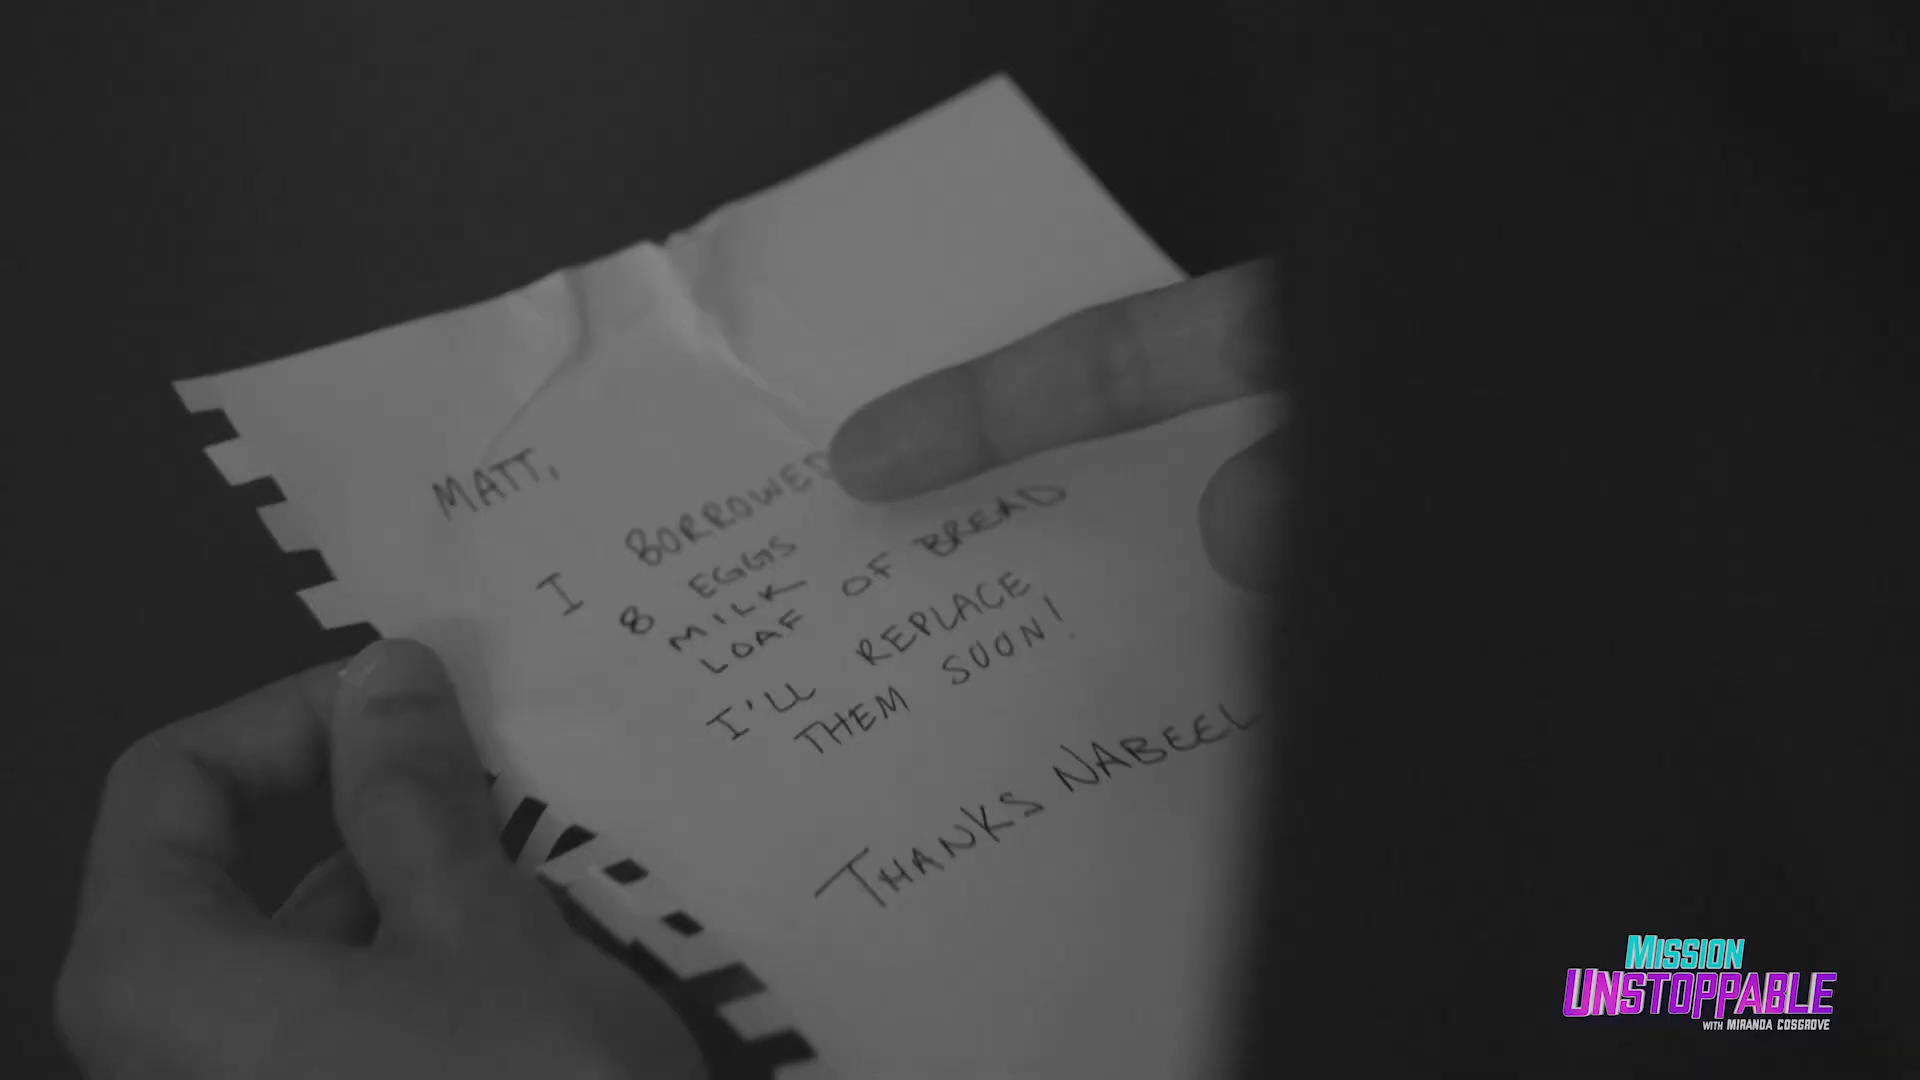 MATT,
I BORROWED
8 EGGS
MILK
LOAF OF BREAD
I'LL REPLACE
THEM SOON!
THANKS NABEEL
MISSION
UNSTOPPABLE
WITH MIRANDA COSGROVE